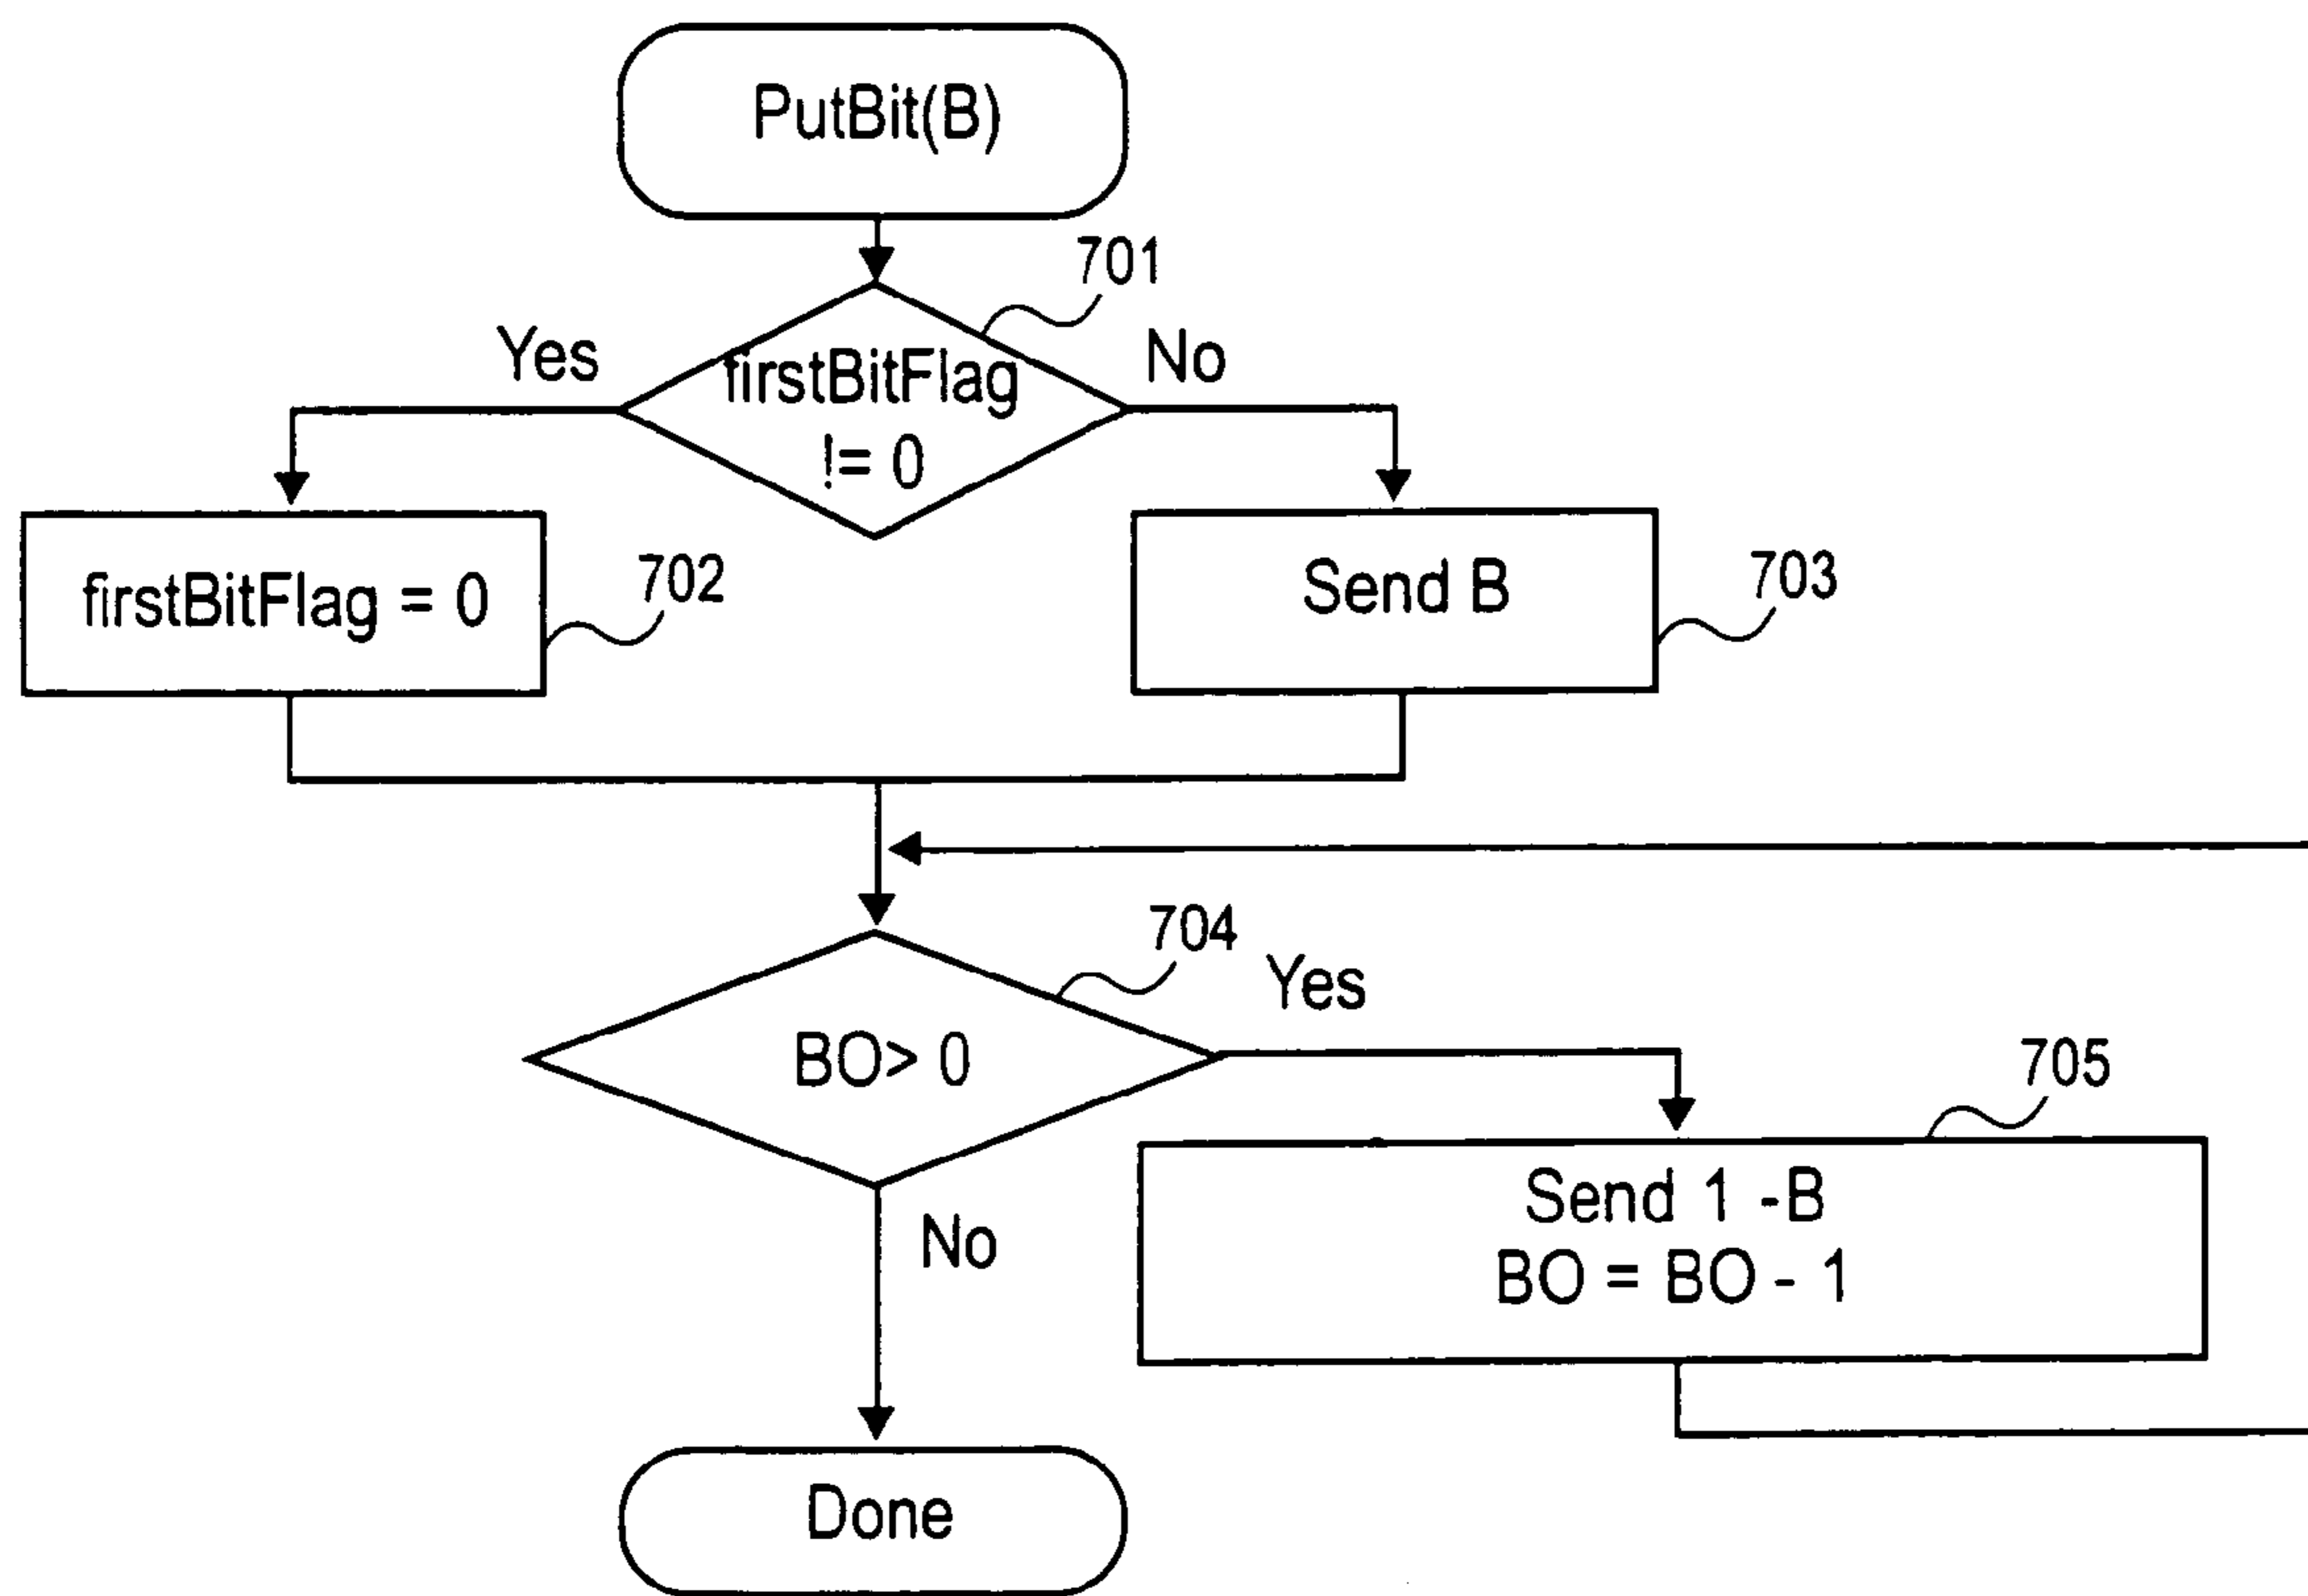 PutBit(B)
701
Yes
No
firstBitFlag
!= 0
firstBitFlag = 0
702
Send B
703
704
Yes
BO> 0
705
Send 1 -B
BO = BO - 1
No
Done